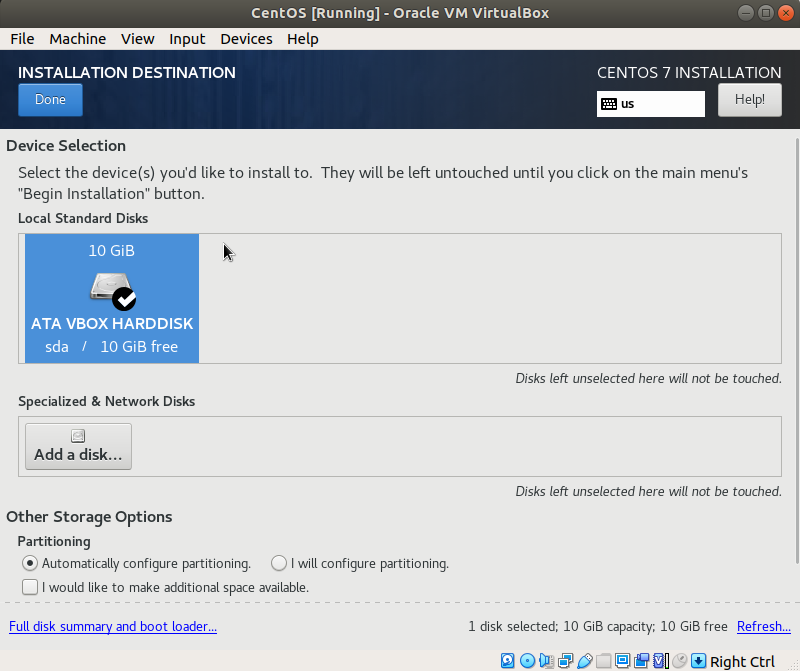 CentOS [Running] - Oracle VM VirtualBox
File Machine View Input Devices Help
INSTALLATION DESTINATION
CENTOS 7 INSTALLATION
Done
us
Help!
Device Selection
Select the device(s) you'd like to install to. They will be left untouched until you click on the main menu's
"Begin Installation" button.
Local Standard Disks
10 GiB
ATA VBOX HARDDISK
sda / 10 GiB free
Disks left unselected here will not be touched.
Specialized & Network Disks
Add a disk...
Disks left unselected here will not be touched.
Other Storage Options
Partitioning
Automatically configure partitioning. I will configure partitioning.
I would like to make additional space available.
Full disk summary and boot loader... 1 disk selected; 10 GiB capacity; 10 GiB free Refresh...
Right Ctrl